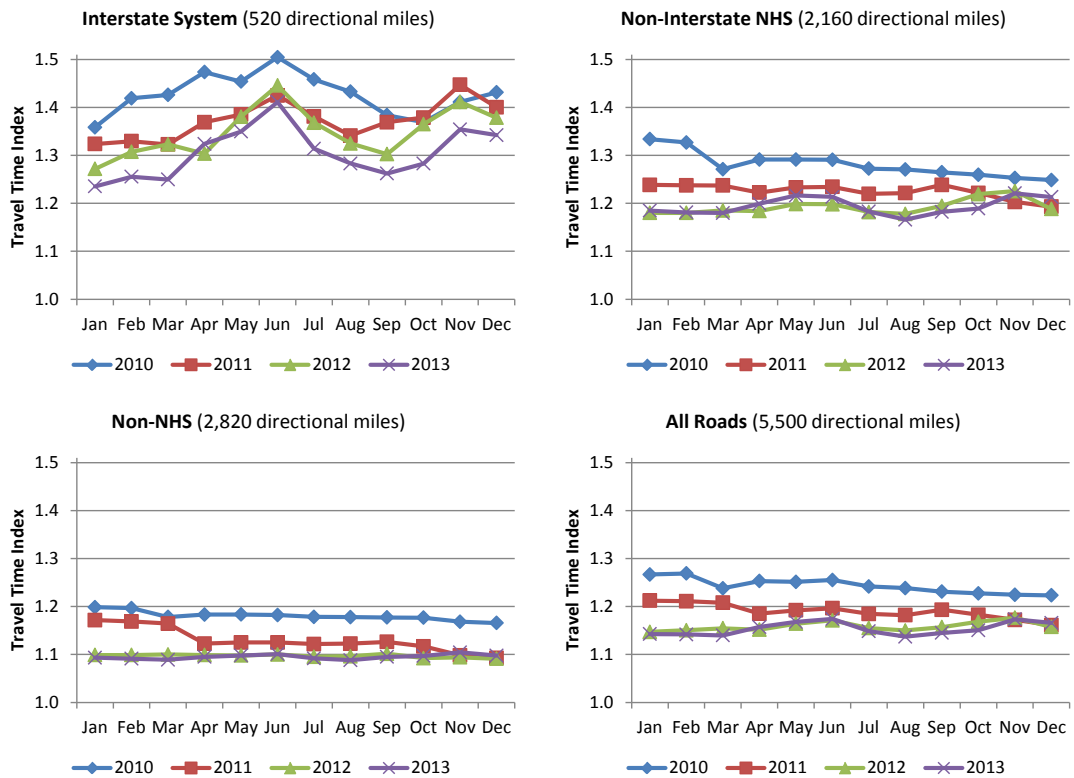 Interstate System (520 directional miles)
Travel Time Index
1.5
1.4
1.3
1.2
1.1
1.0
Jan Feb Mar Apr May Jun Jul Aug Sep Oct Nov Dec
2010 2011 2012 2013
Non-Interstate NHS (2,160 directional miles)
Travel Time Index
1.5
1.4
1.3
1.2
1.1
1.0
Jan Feb Mar Apr May Jun Jul Aug Sep Oct Nov Dec
2010 2011 2012 2013
Non-NHS (2,820 directional miles)
Travel Time Index
1.5
1.4
1.3
1.2
1.1
1.0
Jan Feb Mar Apr May Jun Jul Aug Sep Oct Nov Dec
2010 2011 2012 2013
All Roads (5,500 directional miles)
Travel Time Index
1.5
1.4
1.3
1.2
1.1
1.0
Jan Feb Mar Apr May Jun Jul Aug Sep Oct Nov Dec
2010 2011 2012 2013